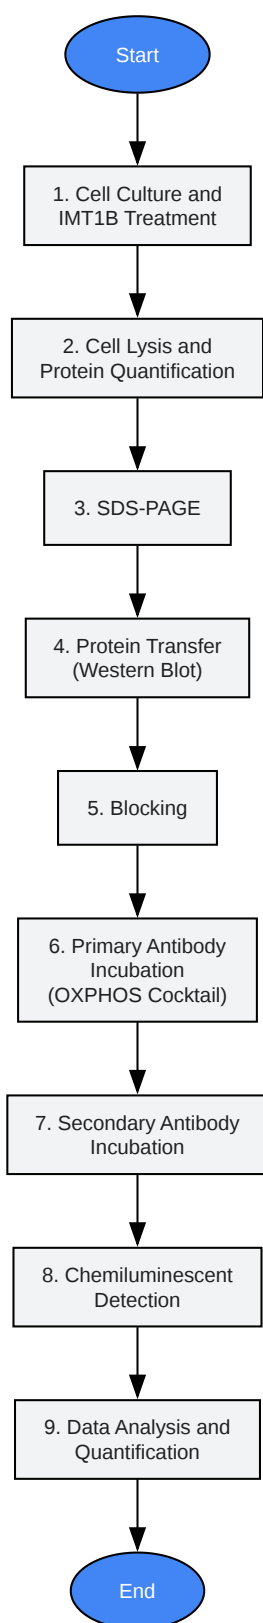 Start
1. Cell Culture and
IMT1B Treatment
2. Cell Lysis and
Protein Quantification
3. SDS-PAGE
4. Protein Transfer
(Western Blot)
5. Blocking
6. Primary Antibody
Incubation
(OXPHOS Cocktail)
7. Secondary Antibody
Incubation
8. Chemiluminescent
Detection
9. Data Analysis and
Quantification
End